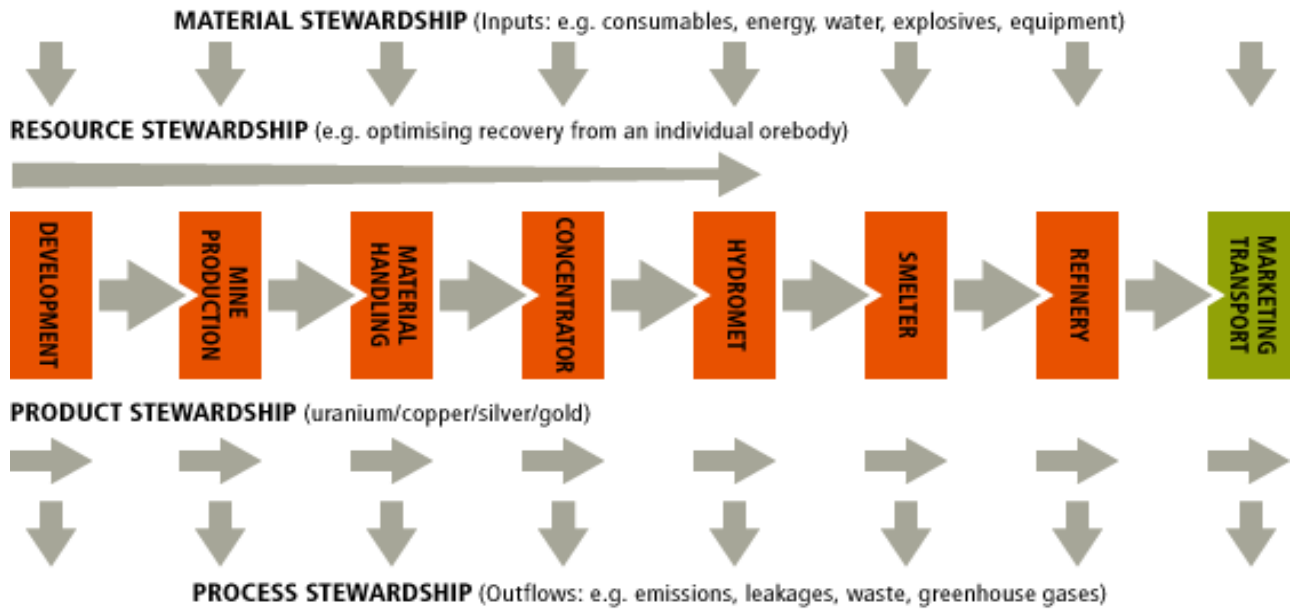 MATERIAL STEWARDSHIP (Inputs: e.g. consumables, energy, water, explosives, equipment)
RESOURCE STEWARDSHIP (e.g. optimising recovery from an individual orebody)
DEVELOPMENT
MINE
PRODUCTION
MATERIAL
HANDLING
CONCENTRATOR
HYDROMET
SMELTER
REFINERY
MARKETING
TRANSPORT
PRODUCT STEWARDSHIP (uranium/copper/silver/gold)
PROCESS STEWARDSHIP (Outflows: e.g. emissions, leakages, waste, greenhouse gases)